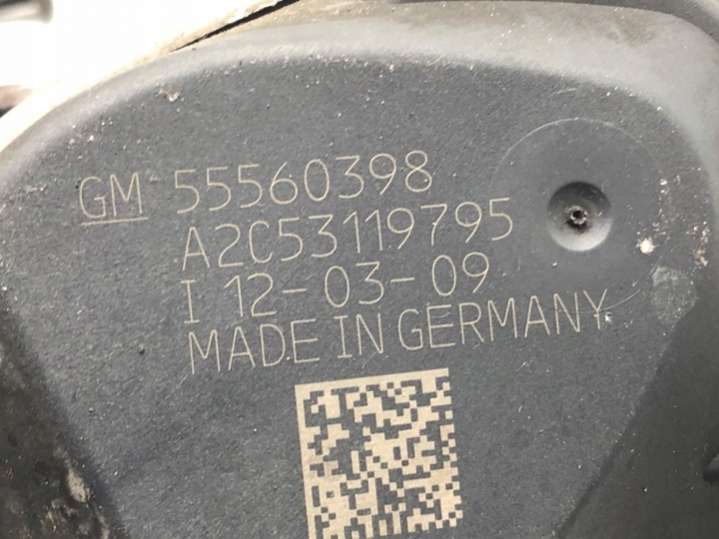 GM 55560398
A2C53119795
I 12-03-09
MADE IN GERMANY